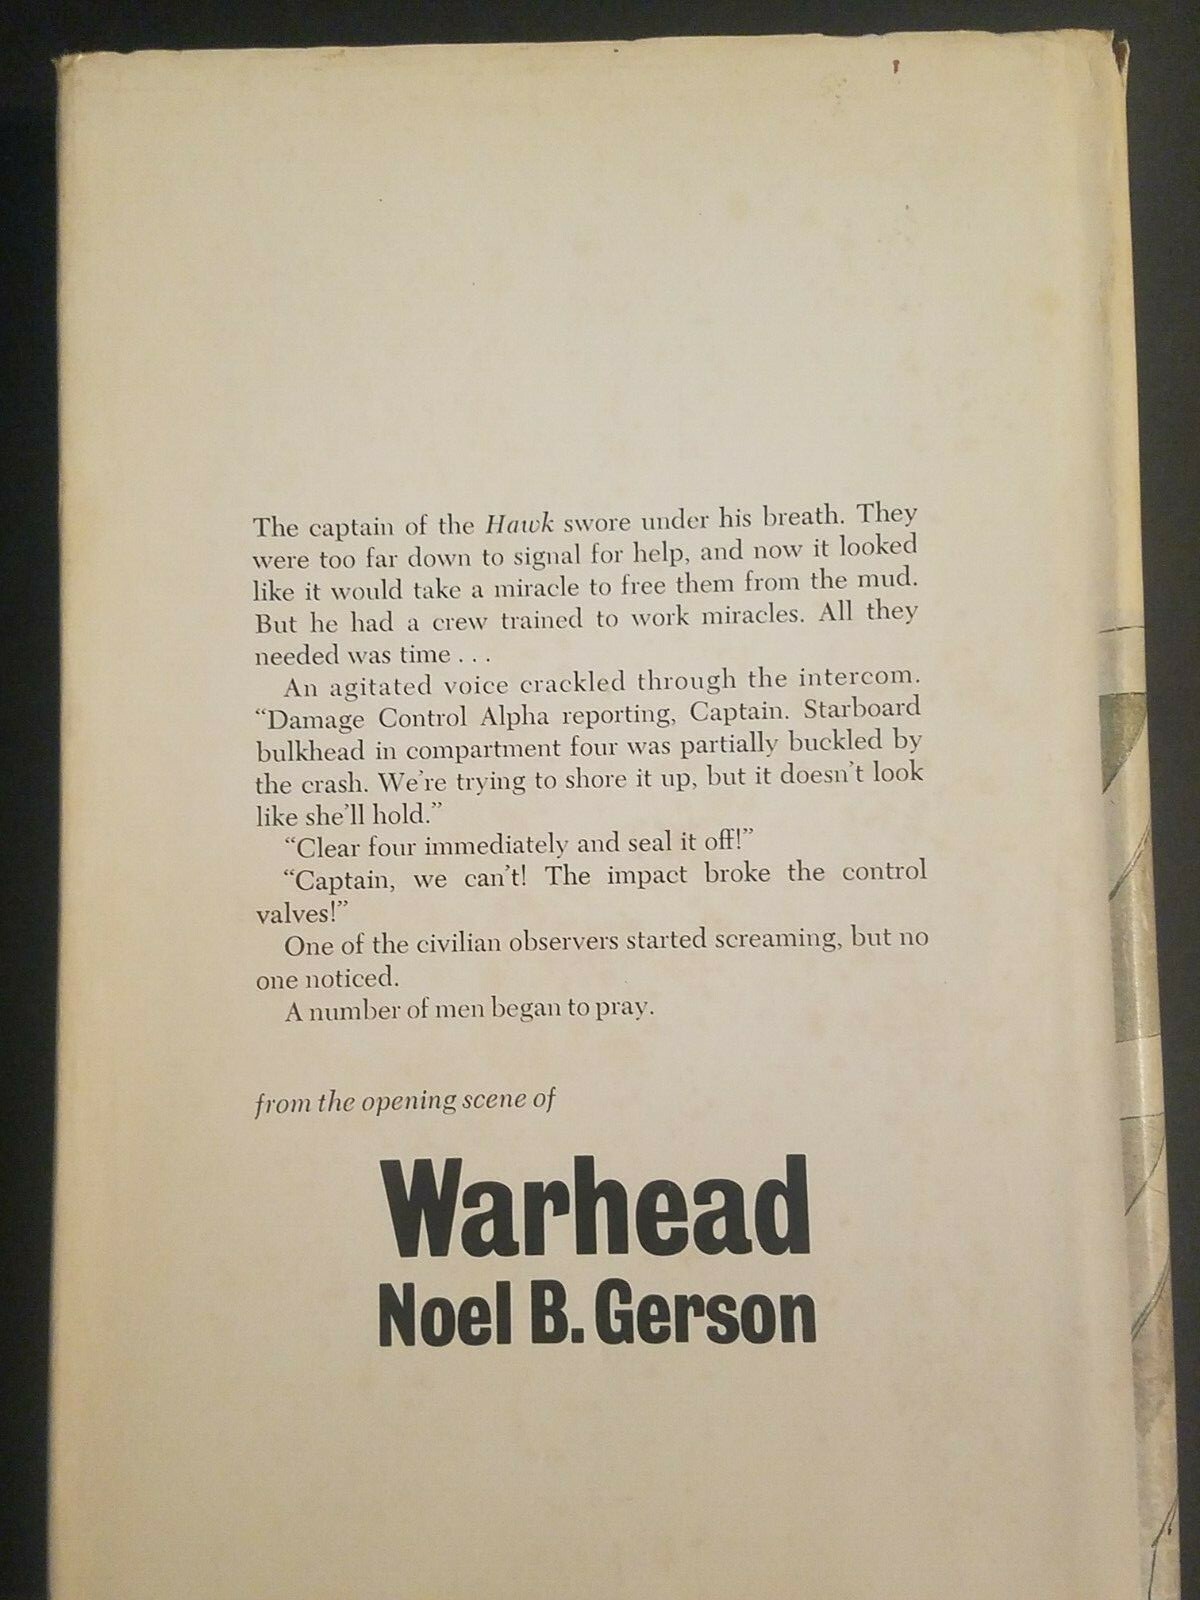 The captain of the Hawk swore under his breath. They
were too far down to signal for help, and now it looked
like it would take a miracle to free them from the mud.
But he had a crew trained to work miracles. All they
needed was time . . .
An agitated voice crackled through the intercom.
“Damage Control Alpha reporting, Captain. Starboard
bulkhead in compartment four was partially buckled by
the crash. We’re trying to shore it up, but it doesn’t look
like she’ll hold.”
“Clear four immediately and seal it off!”
“Captain, we can’t! The impact broke the control
valves!”
One of the civilian observers started screaming, but no
one noticed.
A number of men began to pray.
from the opening scene of
Warhead
Noel B. Gerson